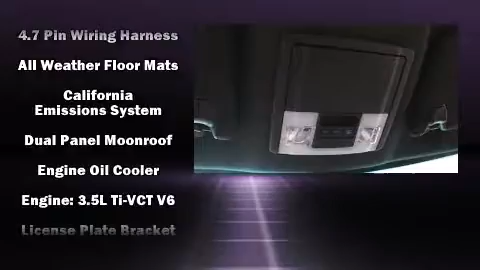 4.7 Pin Wiring Harness
All Weather Floor Mats
California
Emissions System
Dual Panel Moonroof
Engine Oil Cooler
Engine: 3.5L Ti-VCT V6
License Plate Bracket